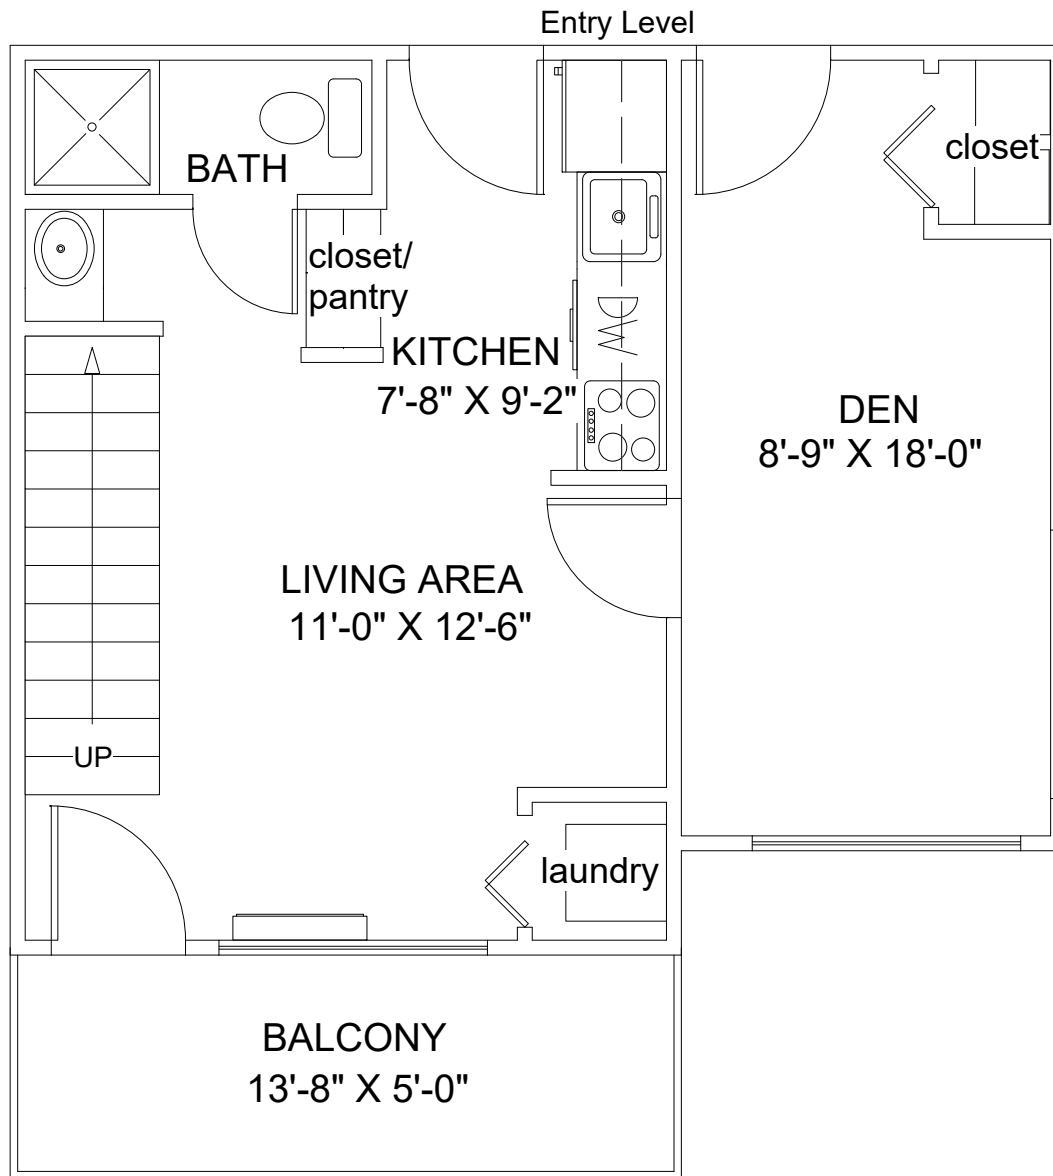 Entry Level
BATH
closet
closet/
pantry
KITCHEN
7'-8" X 9'-2"
DW
DEN
8'-9" X 18'-0"
LIVING AREA
11'-0" X 12'-6"
UP
laundry
BALCONY
13'-8" X 5'-0"